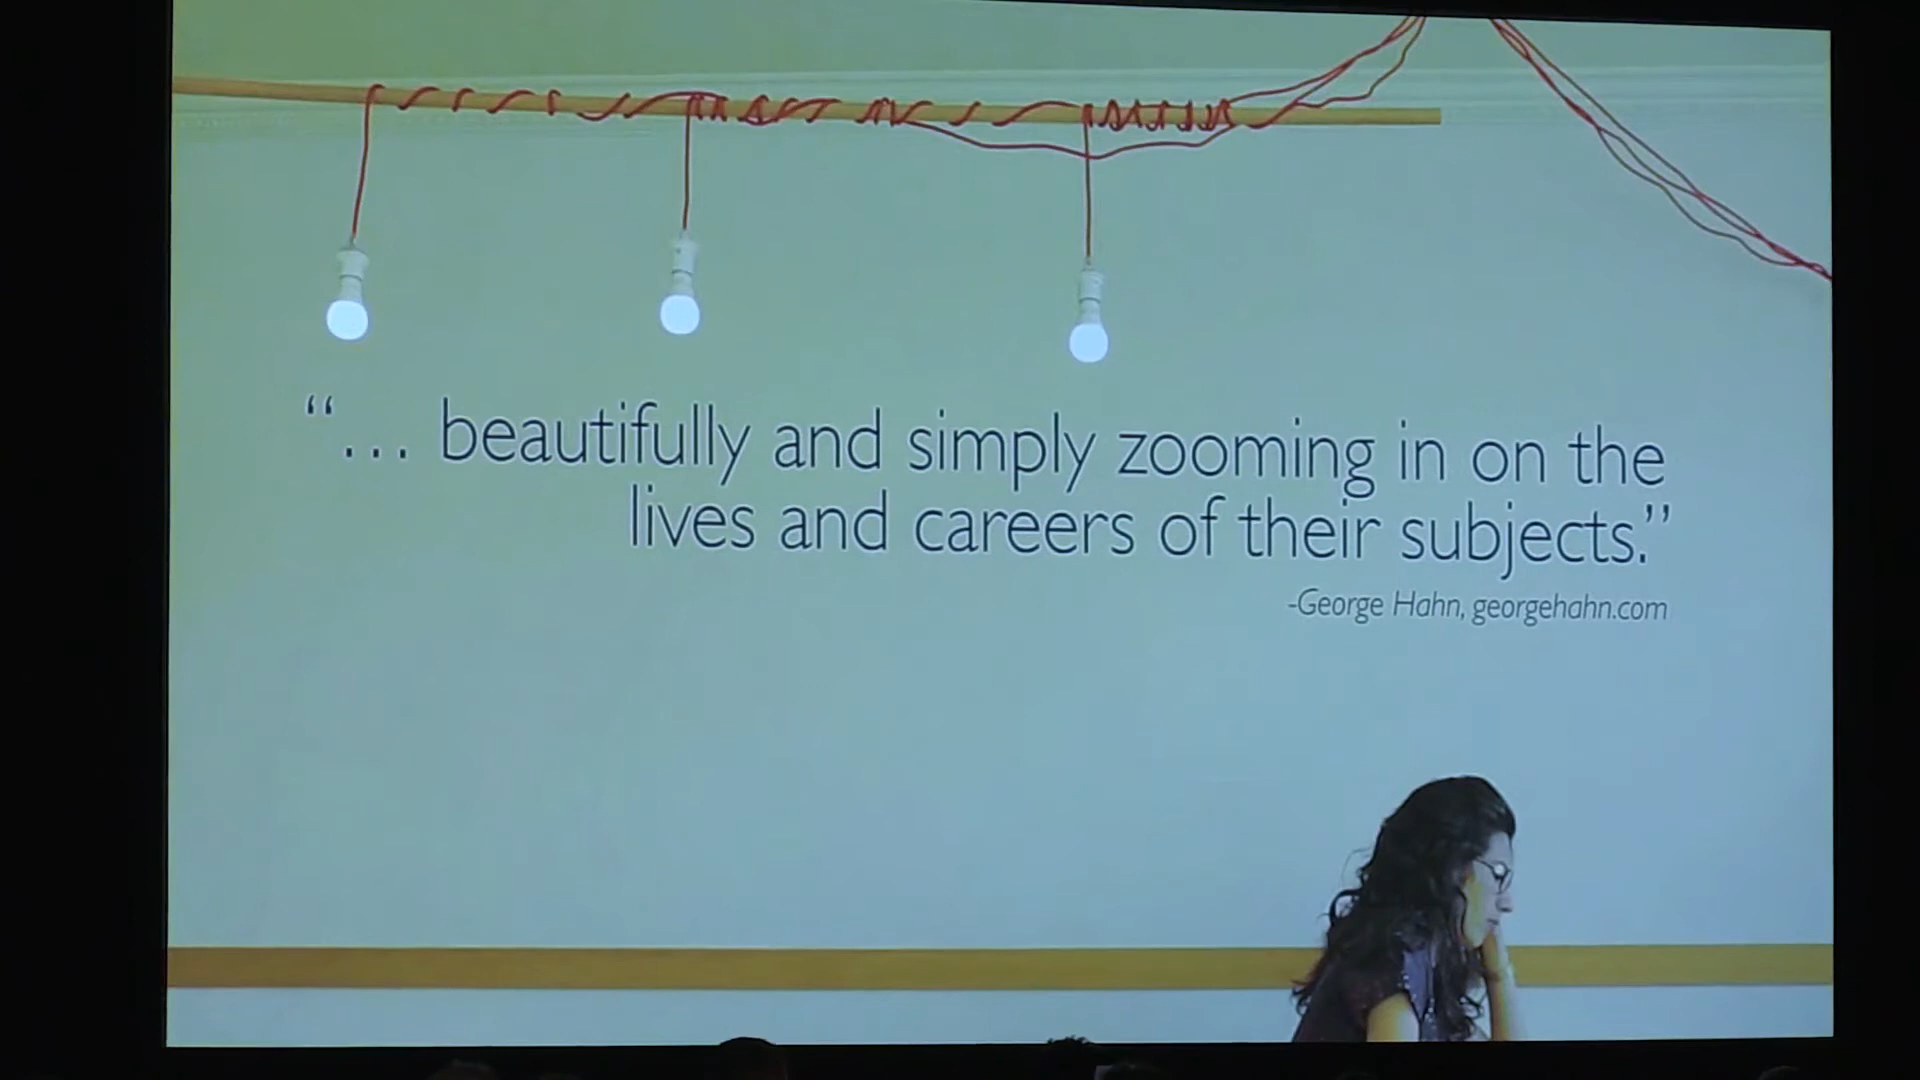 “... beautifully and simply zooming in on the
lives and careers of their subjects.”
-George Hahn, georgehahn.com